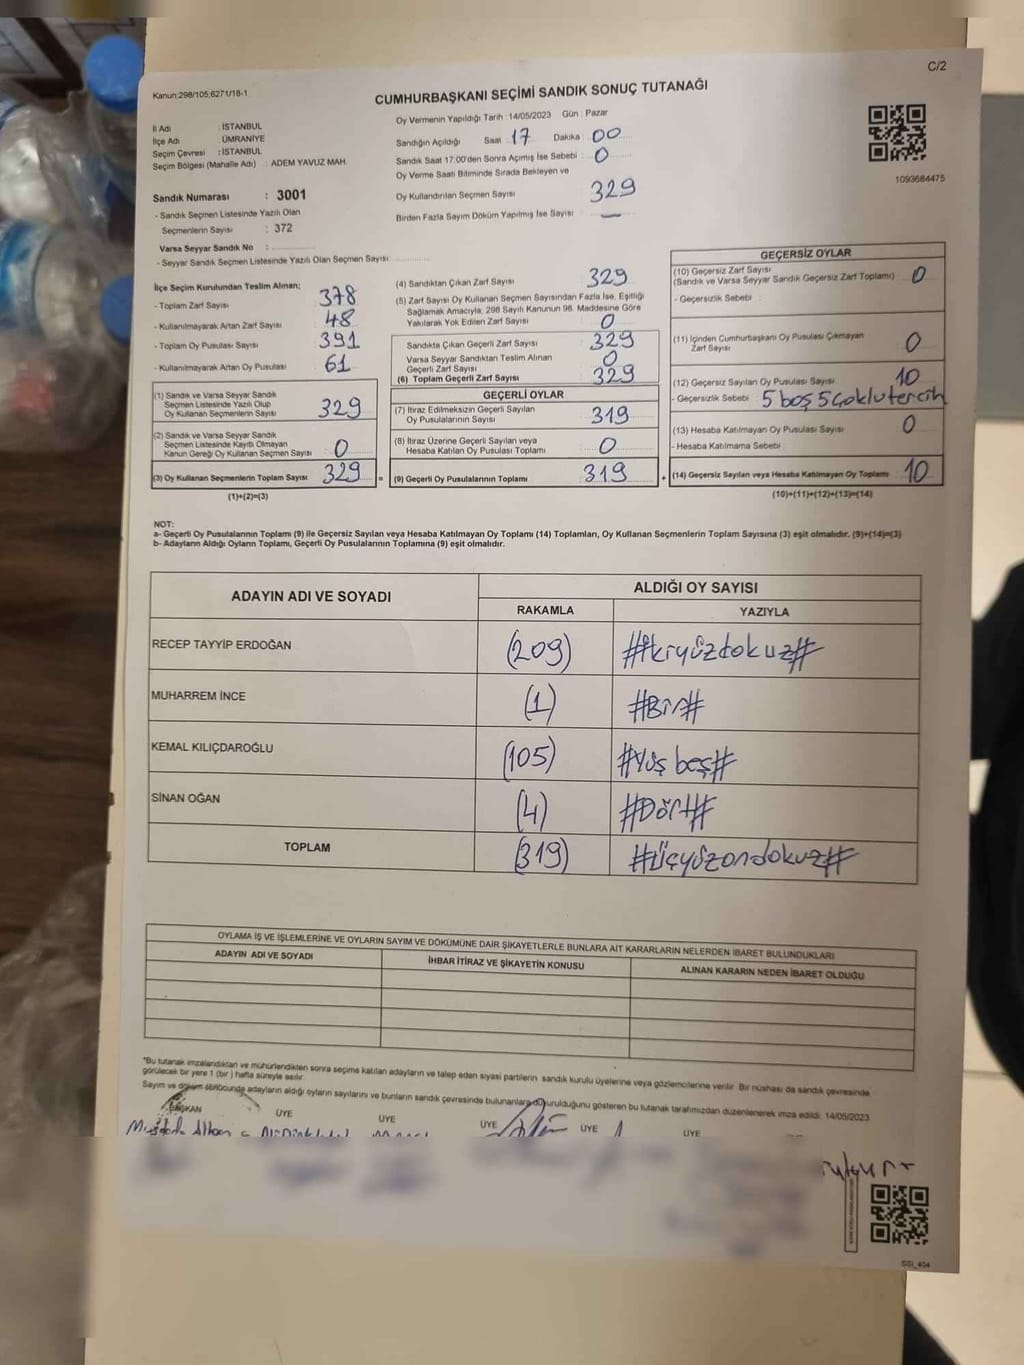 C/2
Kanun:298/105;6271/18-1
CUMHURBAŞKANI SEÇİMİ SANDIK SONUÇ TUTANAĞI
İl Adı : İSTANBUL
İlçe Adı : ÜMRANİYE
Seçim Çevresi : İSTANBUL
Seçim Bölgesi (Mahalle Adı) : ADEM YAVUZ MAH.
Sandık Numarası : 3001
- Sandık Seçmen Listesinde Yazılı Olan
Seçmenlerin Sayısı : 372
Varsa Seyyar Sandık No :
- Seyyar Sandık Seçmen Listesinde Yazılı Olan Seçmen Sayısı:
Oy Vermenin Yapıldığı Tarih : 14/05/2023 Gün : Pazar
Sandığın Açıldığı Saat : 17 Dakika : 00
Sandık Saat 17:00'den Sonra Açılmış İse Sebebi : 0
Oy Verme Saati Bitiminde Sırada Bekleyen ve
Oy Kullandırılan Seçmen Sayısı : 329
Birden Fazla Sayım Döküm Yapılmış İse Sayısı : —
1093684475
İlçe Seçim Kurulundan Teslim Alınan;
- Toplam Zarf Sayısı : 378
- Kullanılmayarak Artan Zarf Sayısı : 48
- Toplam Oy Pusulası Sayısı : 391
- Kullanılmayarak Artan Oy Pusulası : 61
(1) Sandık ve Varsa Seyyar Sandık
Seçmen Listesinde Yazılı Olup
Oy Kullanan Seçmenlerin Sayısı : 329
(2) Sandık ve Varsa Seyyar Sandık
Seçmen Listesinde Kayıtlı Olmayan
Kanun Gereği Oy Kullanan Seçmen Sayısı : 0
(3) Oy Kullanan Seçmenlerin Toplam Sayısı : 329 =
(1)+(2)=(3)
(4) Sandıktan Çıkan Zarf Sayısı : 329
(5) Zarf Sayısı Oy Kullanan Seçmen Sayısından Fazla İse, Eşitliği
Sağlamak Amacıyla, 298 Sayılı Kanunun 98. Maddesine Göre
Yakılarak Yok Edilen Zarf Sayısı : 0
Sandıkta Çıkan Geçerli Zarf Sayısı : 329
Varsa Seyyar Sandıktan Teslim Alınan
Geçerli Zarf Sayısı : 0
(6) Toplam Geçerli Zarf Sayısı : 329
GEÇERLİ OYLAR
(7) İtiraz Edilmeksizin Geçerli Sayılan
Oy Pusulalarının Sayısı : 319
(8) İtiraz Üzerine Geçerli Sayılan veya
Hesaba Katılan Oy Pusulası Toplamı : 0
(9) Geçerli Oy Pusulalarının Toplamı : 319 +
GEÇERSİZ OYLAR
(10) Geçersiz Zarf Sayısı
(Sandık ve Varsa Seyyar Sandık Geçersiz Zarf Toplamı) : 0
- Geçersizlik Sebebi :
(11) İçinden Cumhurbaşkanı Oy Pusulası Çıkmayan
Zarf Sayısı : 0
(12) Geçersiz Sayılan Oy Pusulası Sayısı : 10
- Geçersizlik Sebebi : 5 boş 5 çoklu tercih
(13) Hesaba Katılmayan Oy Pusulası Sayısı : 0
- Hesaba Katılmama Sebebi :
(14) Geçersiz Sayılan veya Hesaba Katılmayan Oy Toplamı : 10
(10)+(11)+(12)+(13)=(14)
NOT:
a- Geçerli Oy Pusulalarının Toplamı (9) ile Geçersiz Sayılan veya Hesaba Katılmayan Oy Toplamı (14) Toplamları, Oy Kullanan Seçmenlerin Toplam Sayısına (3) eşit olmalıdır. (9)+(14)=(3)
b- Adayların Aldığı Oyların Toplamı, Geçerli Oy Pusulalarının Toplamına (9) eşit olmalıdır.
ADAYIN ADI VE SOYADI
ALDIĞI OY SAYISI
RAKAMLA YAZIYLA
RECEP TAYYİP ERDOĞAN (209) #İkiyüzdokuz#
MUHARREM İNCE (1) #Bir#
KEMAL KILIÇDAROĞLU (105) #Yüz beş#
SİNAN OĞAN (4) #Dört#
TOPLAM (319) #Üçyüzondokuz#
OYLAMA İŞ VE İŞLEMLERİNE VE OYLARIN SAYIM VE DÖKÜMÜNE DAİR ŞİKAYETLERLE BUNLARA AİT KARARLARIN NELERDEN İBARET BULUNDUKLARI
ADAYIN ADI VE SOYADI İHBAR İTİRAZ VE ŞİKAYETİN KONUSU ALINAN KARARIN NEDEN İBARET OLDUĞU
*Bu tutanak imzalandıktan ve mühürlendikten sonra seçime katılan adayların ve talep eden siyasi partilerin sandık kurulu üyelerine veya gözlemcilerine verilir. Bir nüshası da sandık çevresinde
görülecek bir yere 1 (bir) hafta süreyle asılır.
Sayım ve döküm sonucunda adayların aldığı oyların sayılarını ve bunların sandık çevresinde bulunanlara duyurulduğunu gösteren bu tutanak tarafımızdan düzenlenerek imza edildi. 14/05/2023
BAŞKAN ÜYE ÜYE ÜYE ÜYE ÜYE
SSI_404